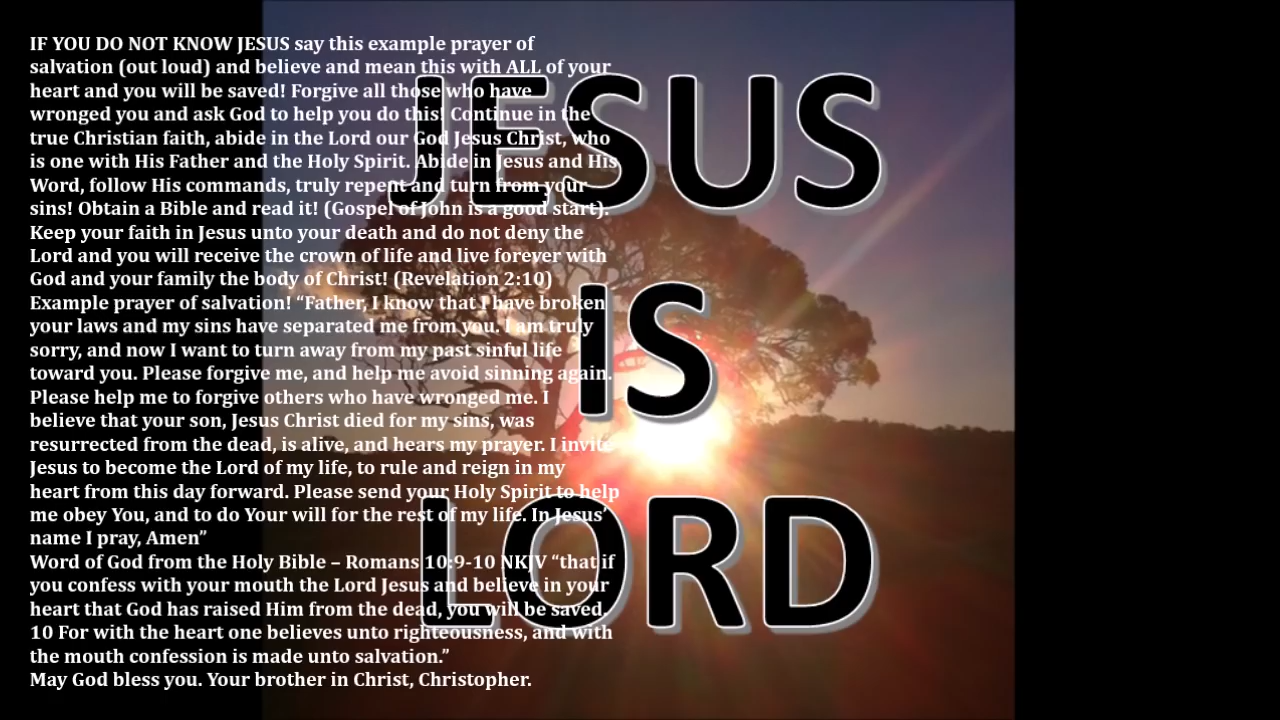 IF YOU DO NOT KNOW JESUS say this example prayer of
salvation (out loud) and believe and mean this with ALL of your
heart and you will be saved! Forgive all those who have
wronged you and ask God to help you do this! Continue in the
true Christian faith, abide in the Lord our God Jesus Christ, who
is one with His Father and the Holy Spirit. Abide in Jesus and His
Word, follow His commands, truly repent and turn from your
sins! Obtain a Bible and read it! (Gospel of John is a good start).
Keep your faith in Jesus unto your death and do not deny the
Lord and you will receive the crown of life and live forever with
God and your family the body of Christ! (Revelation 2:10)
Example prayer of salvation! “Father, I know that I have broken
your laws and my sins have separated me from you. I am truly
sorry, and now I want to turn away from my past sinful life
toward you. Please forgive me, and help me avoid sinning again.
Please help me to forgive others who have wronged me. I
believe that your son, Jesus Christ died for my sins, was
resurrected from the dead, is alive, and hears my prayer. I invite
Jesus to become the Lord of my life, to rule and reign in my
heart from this day forward. Please send your Holy Spirit to help
me obey You, and to do Your will for the rest of my life. In Jesus’
name I pray, Amen”
Word of God from the Holy Bible – Romans 10:9-10 NKJV “that if
you confess with your mouth the Lord Jesus and believe in your
heart that God has raised Him from the dead, you will be saved.
10 For with the heart one believes unto righteousness, and with
the mouth confession is made unto salvation.”
May God bless you. Your brother in Christ, Christopher.
JESUS
IS
LORD